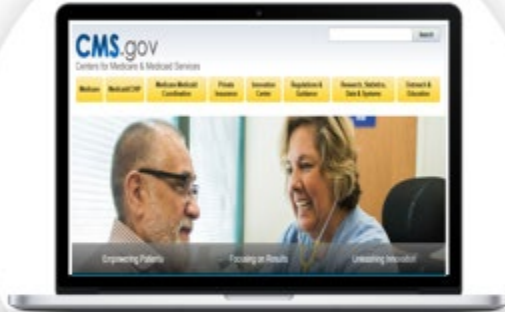 CMS.gov
Search
Centers for Medicare & Medicaid Services
Medicare
Medicaid/CHIP
Medicare-Medicaid
Coordination
Private
Insurance
Innovation
Center
Regulations &
Guidance
Research, Statistics,
Data & Systems
Outreach &
Education
Empowering Patients
Focusing on Results
Unleashing Innovation